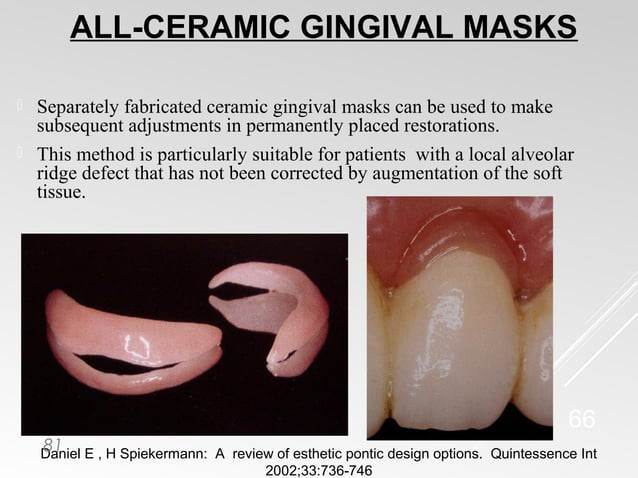 ALL-CERAMIC GINGIVAL MASKS
Separately fabricated ceramic gingival masks can be used to make
subsequent adjustments in permanently placed restorations.
This method is particularly suitable for patients with a local alveolar
ridge defect that has not been corrected by augmentation of the soft
tissue.
66
81
Daniel E , H Spiekermann: A review of esthetic pontic design options. Quintessence Int
2002;33:736-746